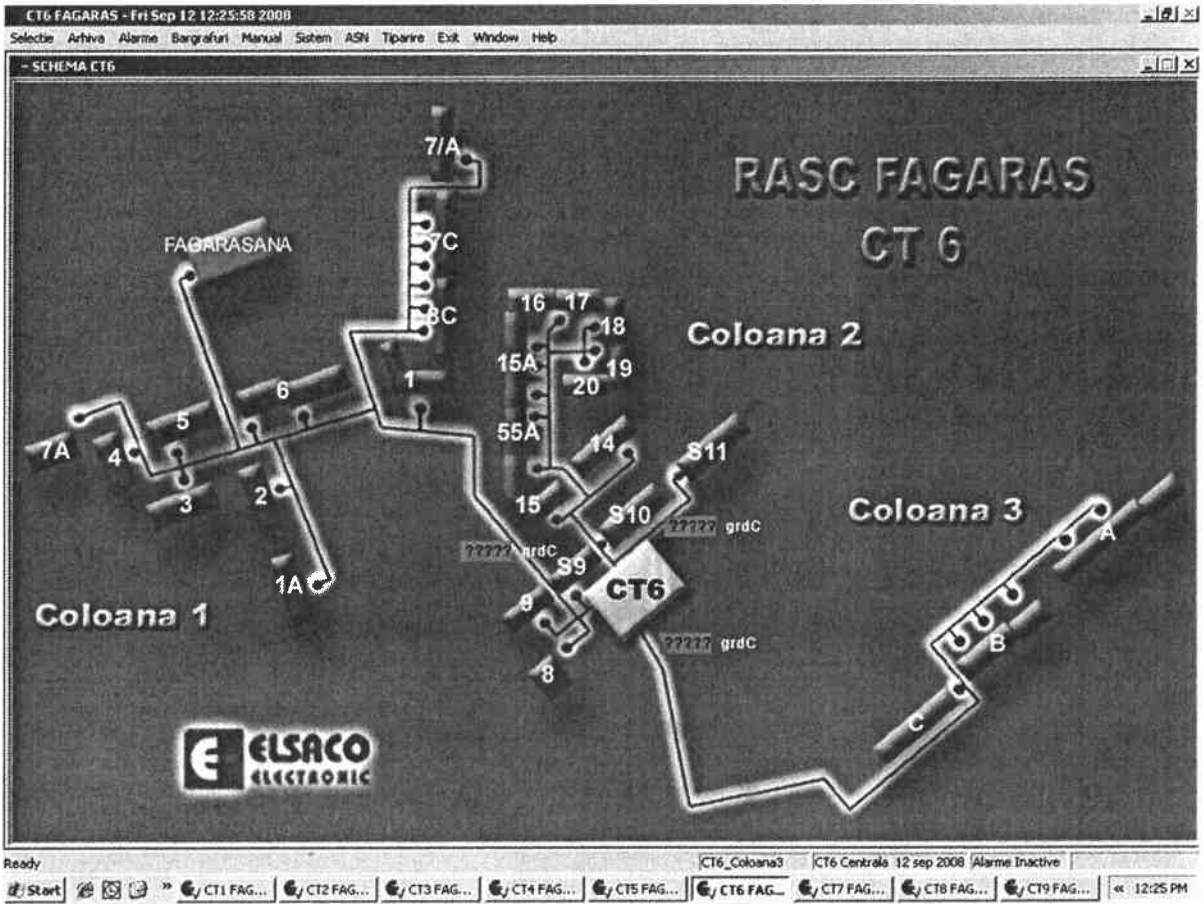 CT6 FAGARAS - Fri Sep 12 12:25:58 2008
Selectie Arhiva Alarme Bargrafuri Manual Sistem ASN Tiparire Exit Window Help
- SCHEMA CT6
7/A
RASC FAGARAS
CT 6
FAGARASANA
7C
8C
16 17
18
15A 19
20
Coloana 2
1
6
5
55A
14
S11
7A
4
3
2
15
S10
Coloana 3
A
????? grdC
????? grdC
S9
CT6
1A
9
Coloana 1
????? grdC
B
8
C
E ELSACO
ELECTRONIC
Ready CT6_Coloana3 CT6 Centrala 12 sep 2008 Alarme Inactive
Start » CT1 FAG... CT2 FAG... CT3 FAG... CT4 FAG... CT5 FAG... CT6 FAG... CT7 FAG... CT8 FAG... CT9 FAG... « 12:25 PM